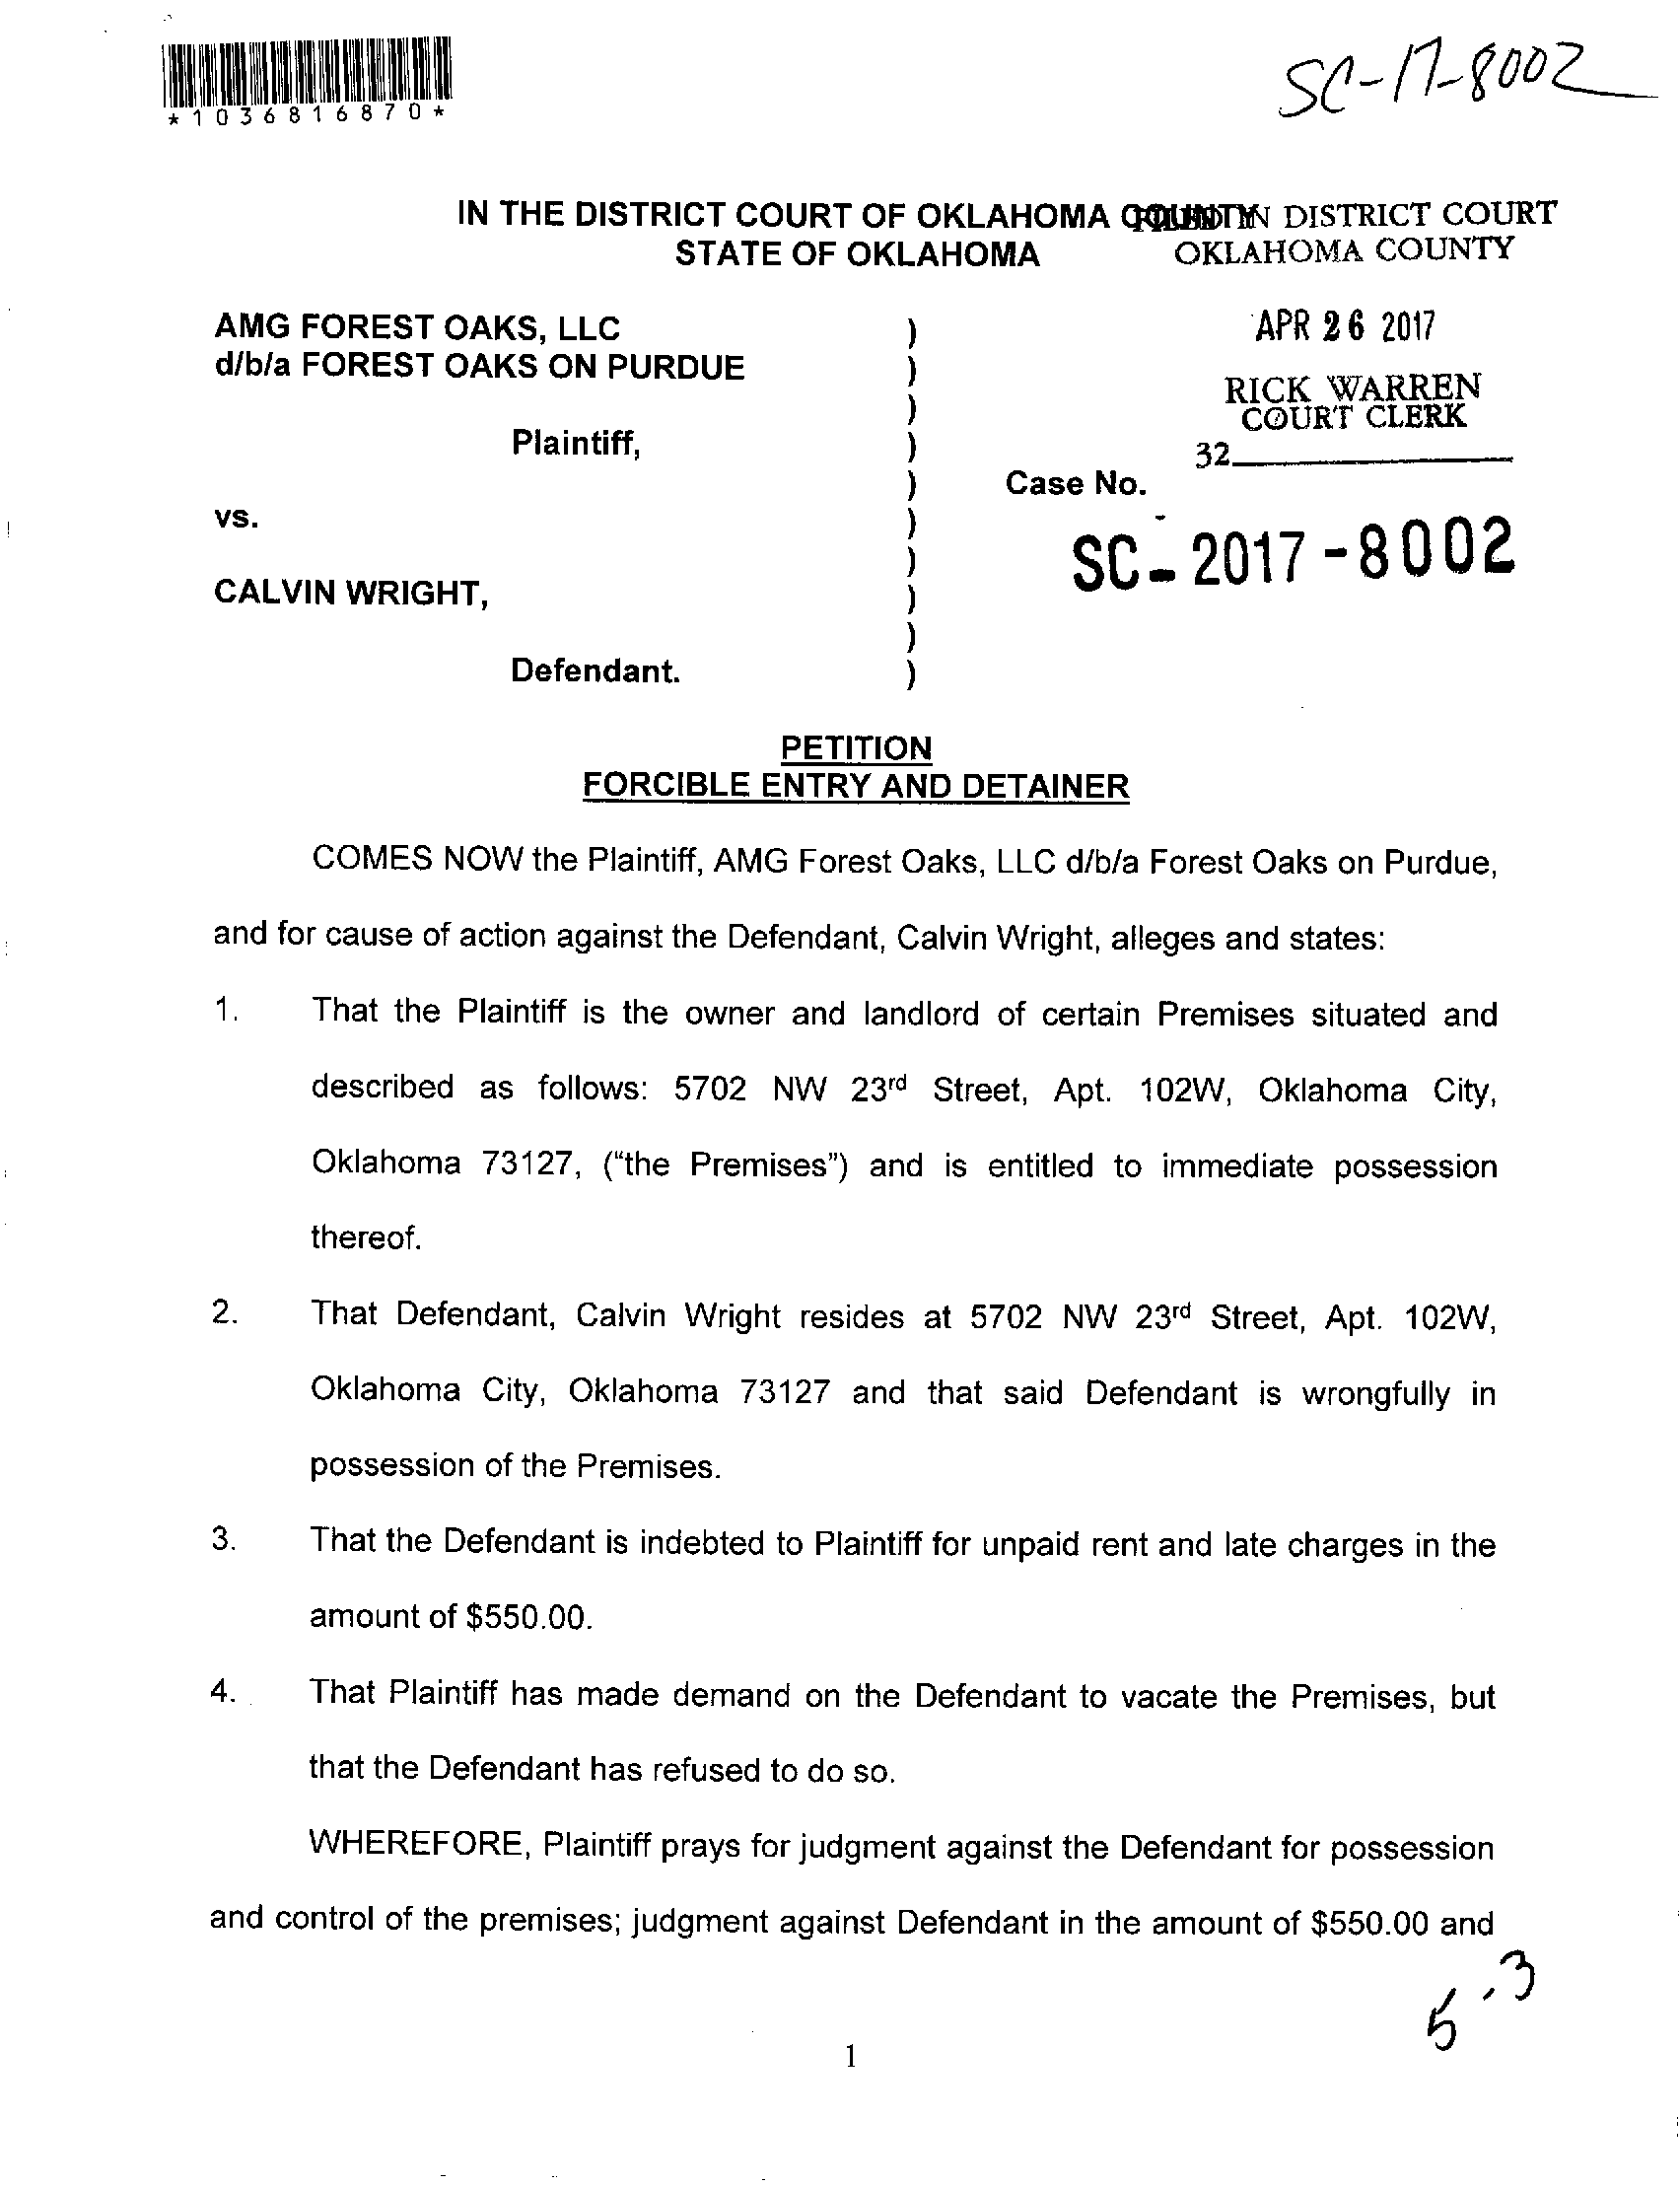 *1036816870*
SC-17-8002
IN THE DISTRICT COURT OF OKLAHOMA COUNTY
FILED IN DISTRICT COURT
STATE OF OKLAHOMA
OKLAHOMA COUNTY
AMG FOREST OAKS, LLC )
APR 26 2017
d/b/a FOREST OAKS ON PURDUE )
RICK WARREN
)
COURT CLERK
Plaintiff, )
32
) Case No.
vs. )
SC-2017-8002
)
CALVIN WRIGHT, )
)
Defendant. )
PETITION
FORCIBLE ENTRY AND DETAINER
COMES NOW the Plaintiff, AMG Forest Oaks, LLC d/b/a Forest Oaks on Purdue,
and for cause of action against the Defendant, Calvin Wright, alleges and states:
1. That the Plaintiff is the owner and landlord of certain Premises situated and
described as follows: 5702 NW 23rd Street, Apt. 102W, Oklahoma City,
Oklahoma 73127, (“the Premises”) and is entitled to immediate possession
thereof.
2. That Defendant, Calvin Wright resides at 5702 NW 23rd Street, Apt. 102W,
Oklahoma City, Oklahoma 73127 and that said Defendant is wrongfully in
possession of the Premises.
3. That the Defendant is indebted to Plaintiff for unpaid rent and late charges in the
amount of $550.00.
4. That Plaintiff has made demand on the Defendant to vacate the Premises, but
that the Defendant has refused to do so.
WHEREFORE, Plaintiff prays for judgment against the Defendant for possession
and control of the premises; judgment against Defendant in the amount of $550.00 and
5.3
1